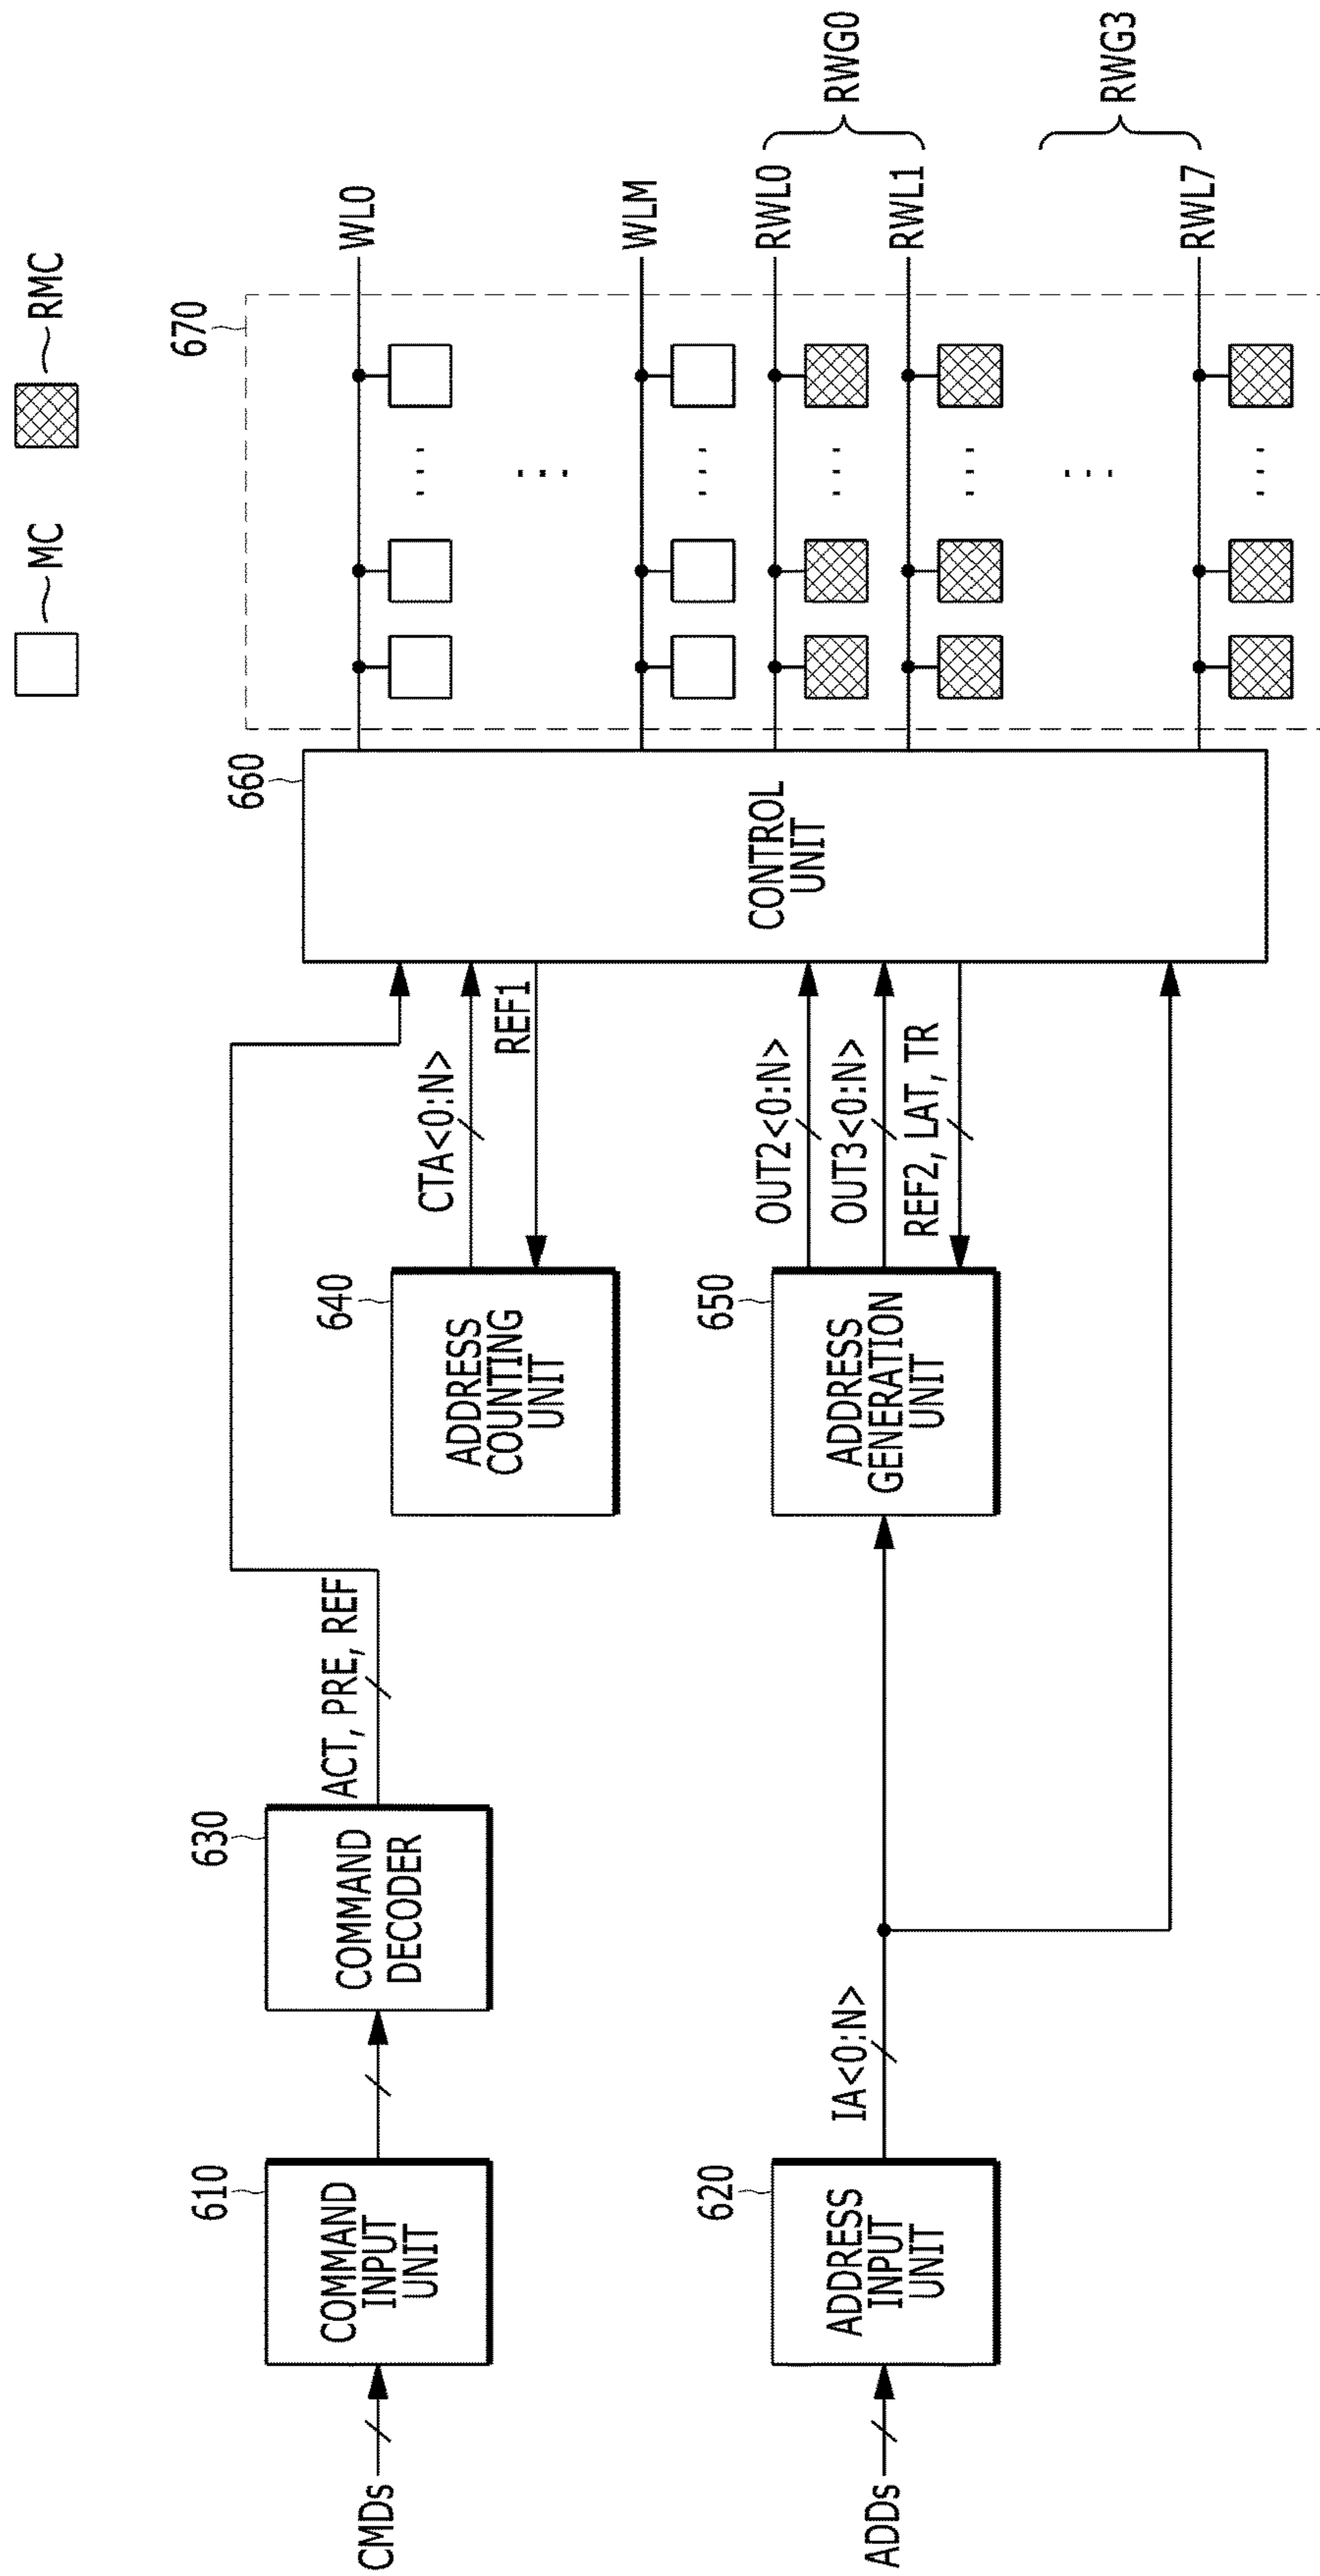 MC
RMC
CMDs
610
COMMAND
INPUT
UNIT
630
COMMAND
DECODER
ACT, PRE, REF
640
ADDRESS
COUNTING
UNIT
CTA<0:N>
REF1
ADDs
620
ADDRESS
INPUT
UNIT
IA<0:N>
650
ADDRESS
GENERATION
UNIT
OUT2<0:N>
OUT3<0:N>
REF2, LAT, TR
660
CONTROL
UNIT
670
...
...
...
...
...
...
...
WL0
WLM
RWL0
RWL1
RWL7
RWG0
RWG3